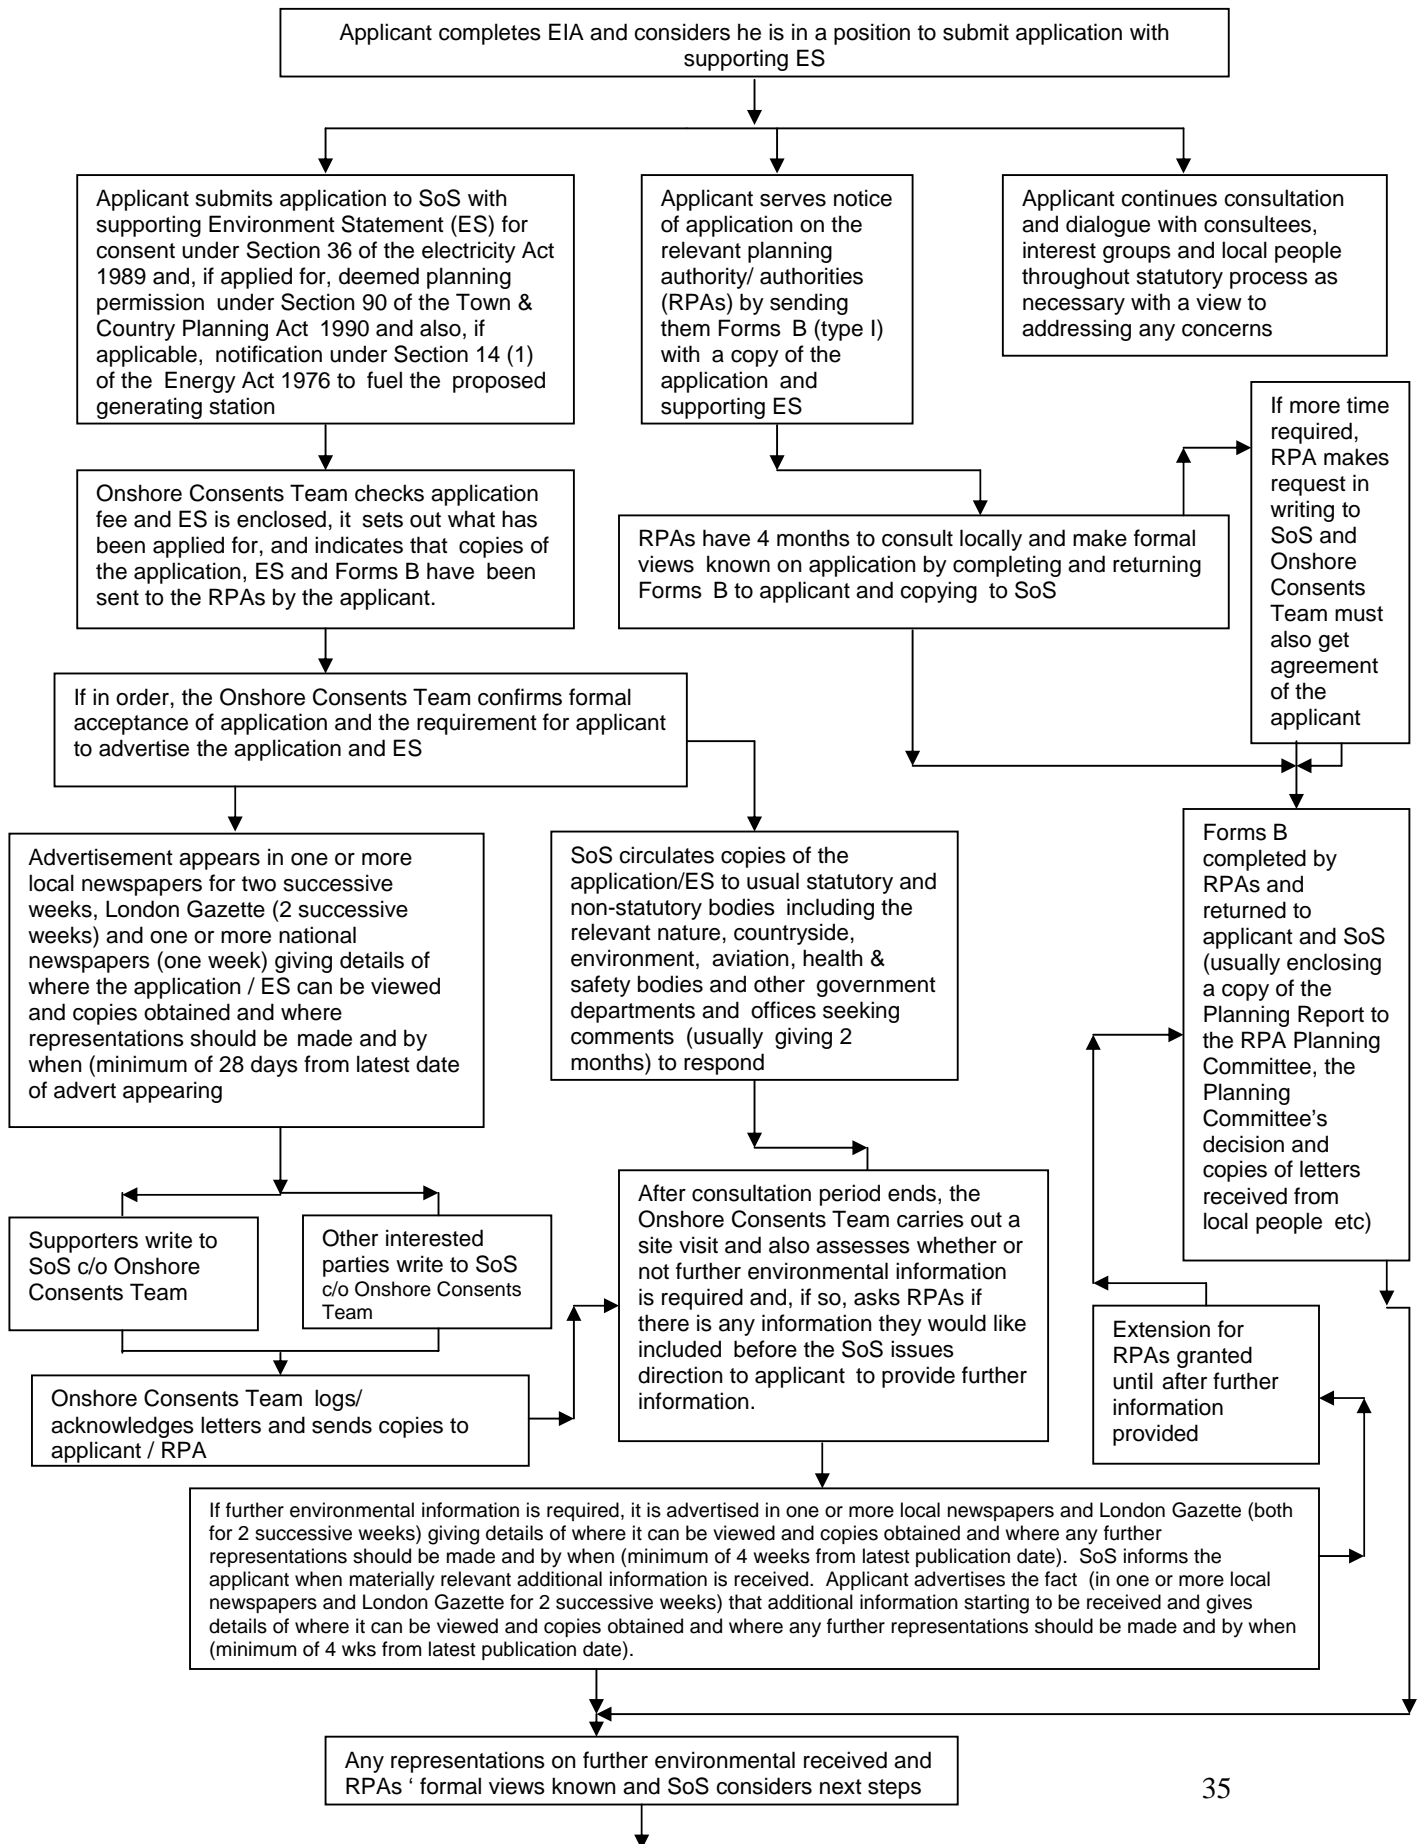 Applicant completes EIA and considers he is in a position to submit application with
supporting ES
Applicant submits application to SoS with
supporting Environment Statement (ES) for
consent under Section 36 of the electricity Act
1989 and, if applied for, deemed planning
permission under Section 90 of the Town &
Country Planning Act 1990 and also, if
applicable, notification under Section 14 (1)
of the Energy Act 1976 to fuel the proposed
generating station
Applicant serves notice
of application on the
relevant planning
authority/ authorities
(RPAs) by sending
them Forms B (type I)
with a copy of the
application and
supporting ES
Applicant continues consultation
and dialogue with consultees,
interest groups and local people
throughout statutory process as
necessary with a view to
addressing any concerns
If more time
required,
RPA makes
request in
writing to
SoS and
Onshore
Consents
Team must
also get
agreement
of the
applicant
Onshore Consents Team checks application
fee and ES is enclosed, it sets out what has
been applied for, and indicates that copies of
the application, ES and Forms B have been
sent to the RPAs by the applicant.
RPAs have 4 months to consult locally and make formal
views known on application by completing and returning
Forms B to applicant and copying to SoS
If in order, the Onshore Consents Team confirms formal
acceptance of application and the requirement for applicant
to advertise the application and ES
Advertisement appears in one or more
local newspapers for two successive
weeks, London Gazette (2 successive
weeks) and one or more national
newspapers (one week) giving details of
where the application / ES can be viewed
and copies obtained and where
representations should be made and by
when (minimum of 28 days from latest date
of advert appearing
SoS circulates copies of the
application/ES to usual statutory and
non-statutory bodies including the
relevant nature, countryside,
environment, aviation, health &
safety bodies and other government
departments and offices seeking
comments (usually giving 2
months) to respond
Forms B
completed by
RPAs and
returned to
applicant and SoS
(usually enclosing
a copy of the
Planning Report to
the RPA Planning
Committee, the
Planning
Committee's
decision and
copies of letters
received from
local people etc)
Supporters write to
SoS c/o Onshore
Consents Team
Other interested
parties write to SoS
c/o Onshore Consents
Team
After consultation period ends, the
Onshore Consents Team carries out a
site visit and also assesses whether or
not further environmental information
is required and, if so, asks RPAs if
there is any information they would like
included before the SoS issues
direction to applicant to provide further
information.
Extension for
RPAs granted
until after further
information
provided
Onshore Consents Team logs/
acknowledges letters and sends copies to
applicant / RPA
If further environmental information is required, it is advertised in one or more local newspapers and London Gazette (both
for 2 successive weeks) giving details of where it can be viewed and copies obtained and where any further
representations should be made and by when (minimum of 4 weeks from latest publication date). SoS informs the
applicant when materially relevant additional information is received. Applicant advertises the fact (in one or more local
newspapers and London Gazette for 2 successive weeks) that additional information starting to be received and gives
details of where it can be viewed and copies obtained and where any further representations should be made and by when
(minimum of 4 wks from latest publication date).
Any representations on further environmental received and
RPAs ‘ formal views known and SoS considers next steps
35